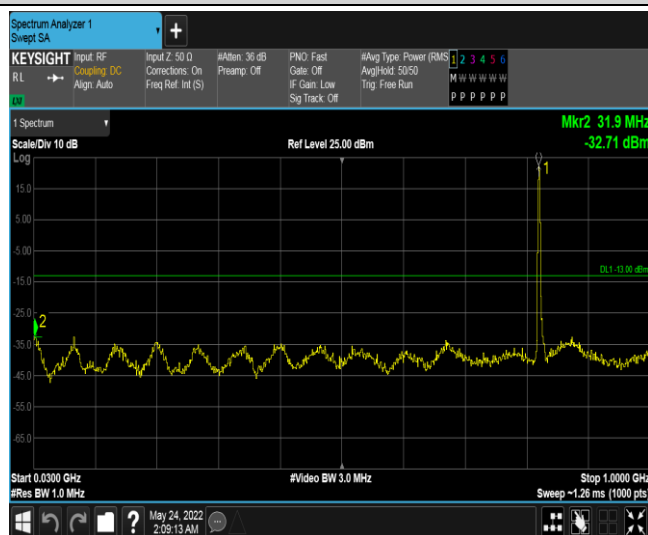 Spectrum Analyzer 1
Swept SA
+
KEYSIGHT
RL
LXI
Input: RF
Coupling: DC
Align: Auto
Input Z: 50 Ω
Corrections: On
Freq Ref: Int (S)
#Atten: 36 dB
Preamp: Off
PNO: Fast
Gate: Off
IF Gain: Low
Sig Track: Off
#Avg Type: Power (RMS
Avg|Hold: 50/50
Trig: Free Run
1 2 3 4 5 6
M W W W W W
P P P P P P
1 Spectrum
Mkr2 31.9 MHz
Scale/Div 10 dB
Ref Level 25.00 dBm
-32.71 dBm
Log
1
15.0
5.00
-5.00
DL1 -13.00 dBm
-15.0
-25.0
2
-35.0
-45.0
-55.0
-65.0
Start 0.0300 GHz
#Video BW 3.0 MHz
Stop 1.0000 GHz
#Res BW 1.0 MHz
Sweep ~1.26 ms (1000 pts)
?
May 24, 2022
2:09:13 AM